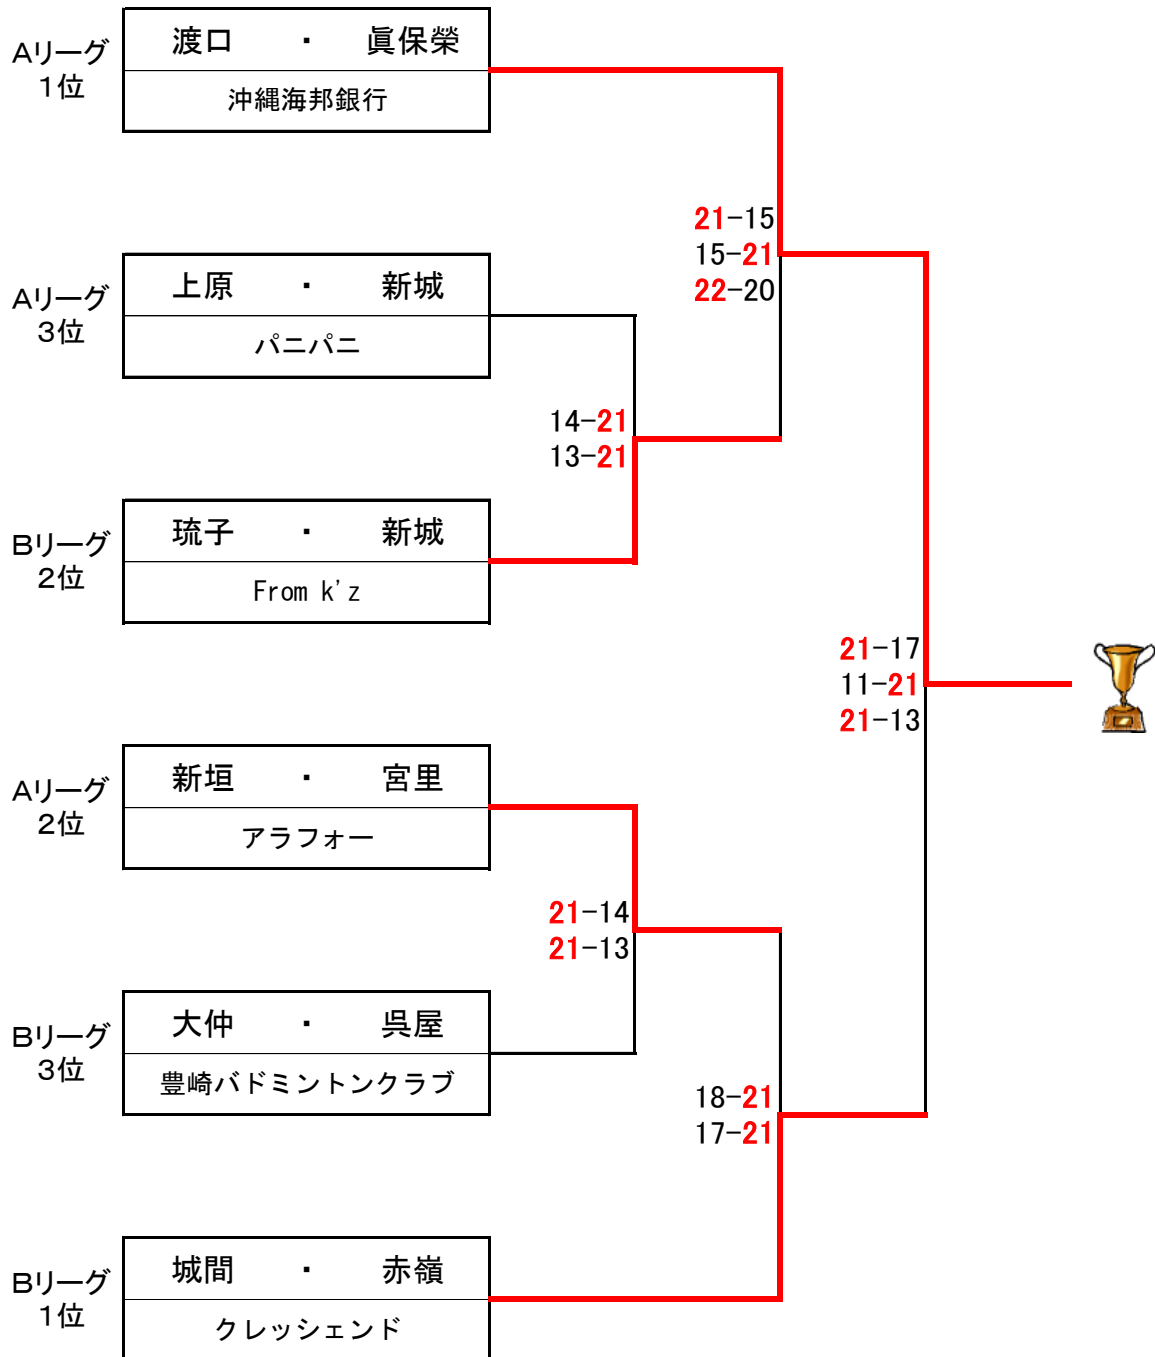 Aリーグ
1位
渡口 ・ 眞保榮
沖縄海邦銀行
21-15
15-21
22-20
Aリーグ
3位
上原 ・ 新城
パニパニ
14-21
13-21
Bリーグ
2位
琉子 ・ 新城
From k'z
21-17
11-21
21-13
Aリーグ
2位
新垣 ・ 宮里
アラフォー
21-14
21-13
Bリーグ
3位
大仲 ・ 呉屋
豊崎バドミントンクラブ
18-21
17-21
Bリーグ
1位
城間 ・ 赤嶺
クレッシェンド